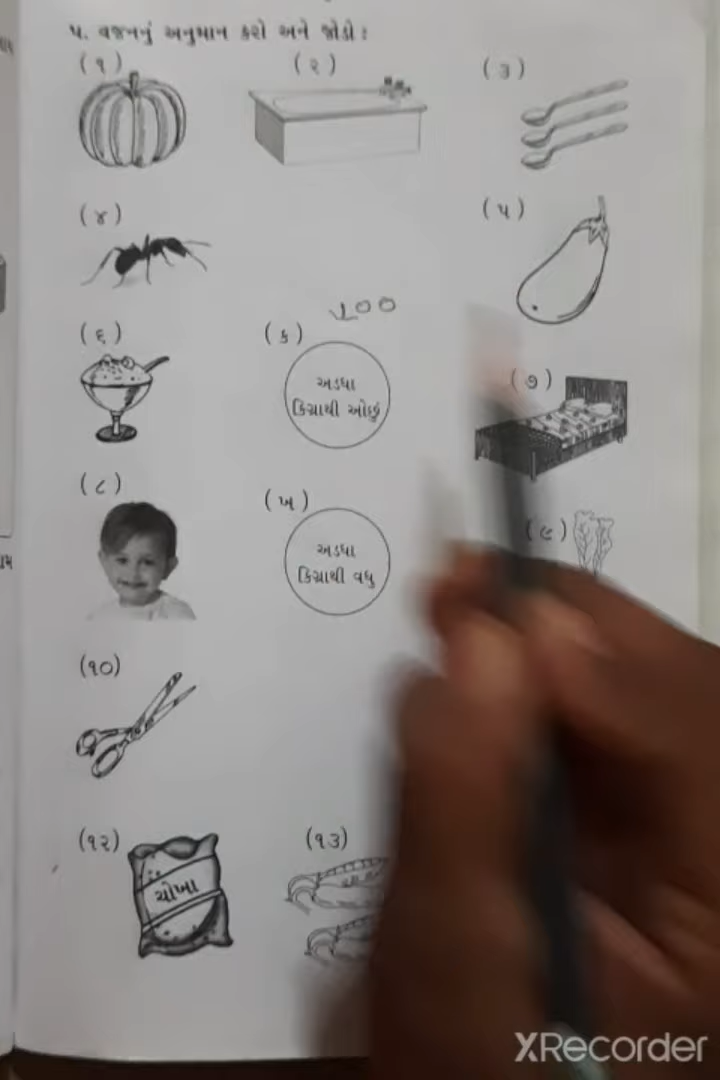 ૫. વજનનું અનુમાન કરો અને જોડો :
(૧) (૨) (૩)
(૪) (૫)
૧૦૦
(૬) (ક) (૭)
અડધા
કિગ્રાથી ઓછું
(૮) (ખ) (૯)
અડધા
કિગ્રાથી વધુ
(૧૦)
(૧૨) (૧૩)
ચોખા
XRecorder